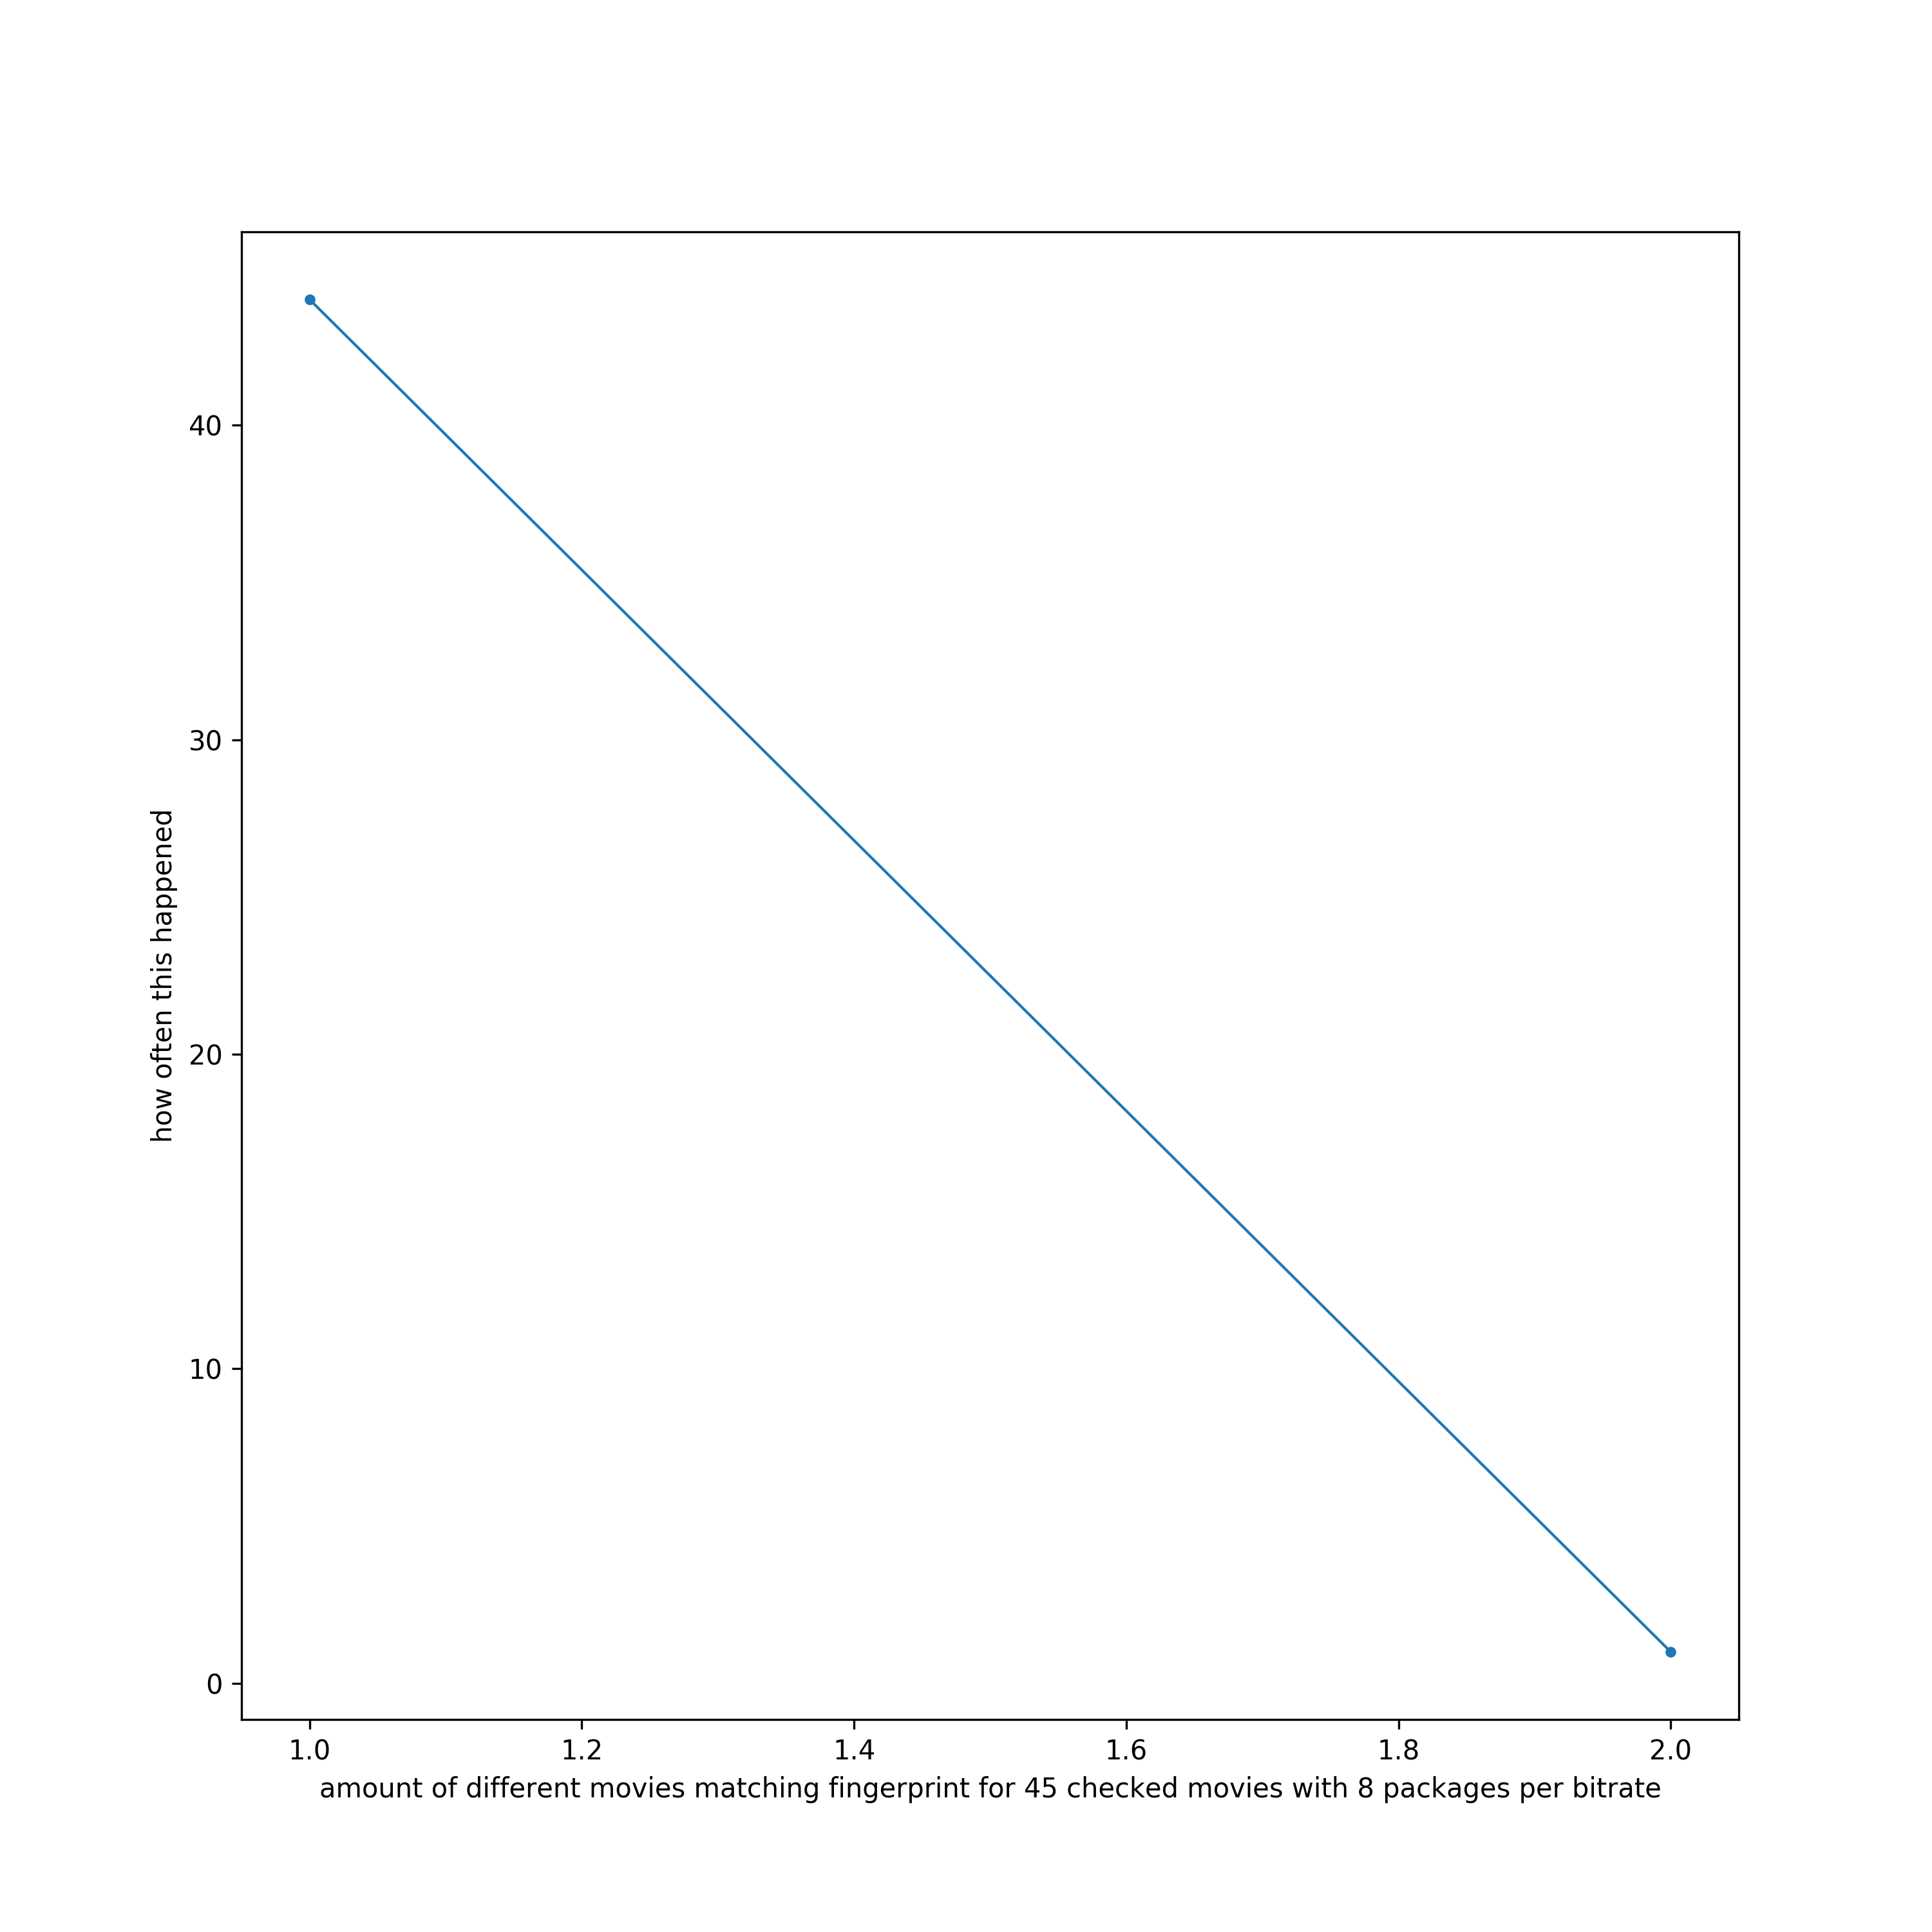 40
30
20
10
0
how often this happened
1.0 1.2 1.4 1.6 1.8 2.0
amount of different movies matching fingerprint for 45 checked movies with 8 packages per bitrate